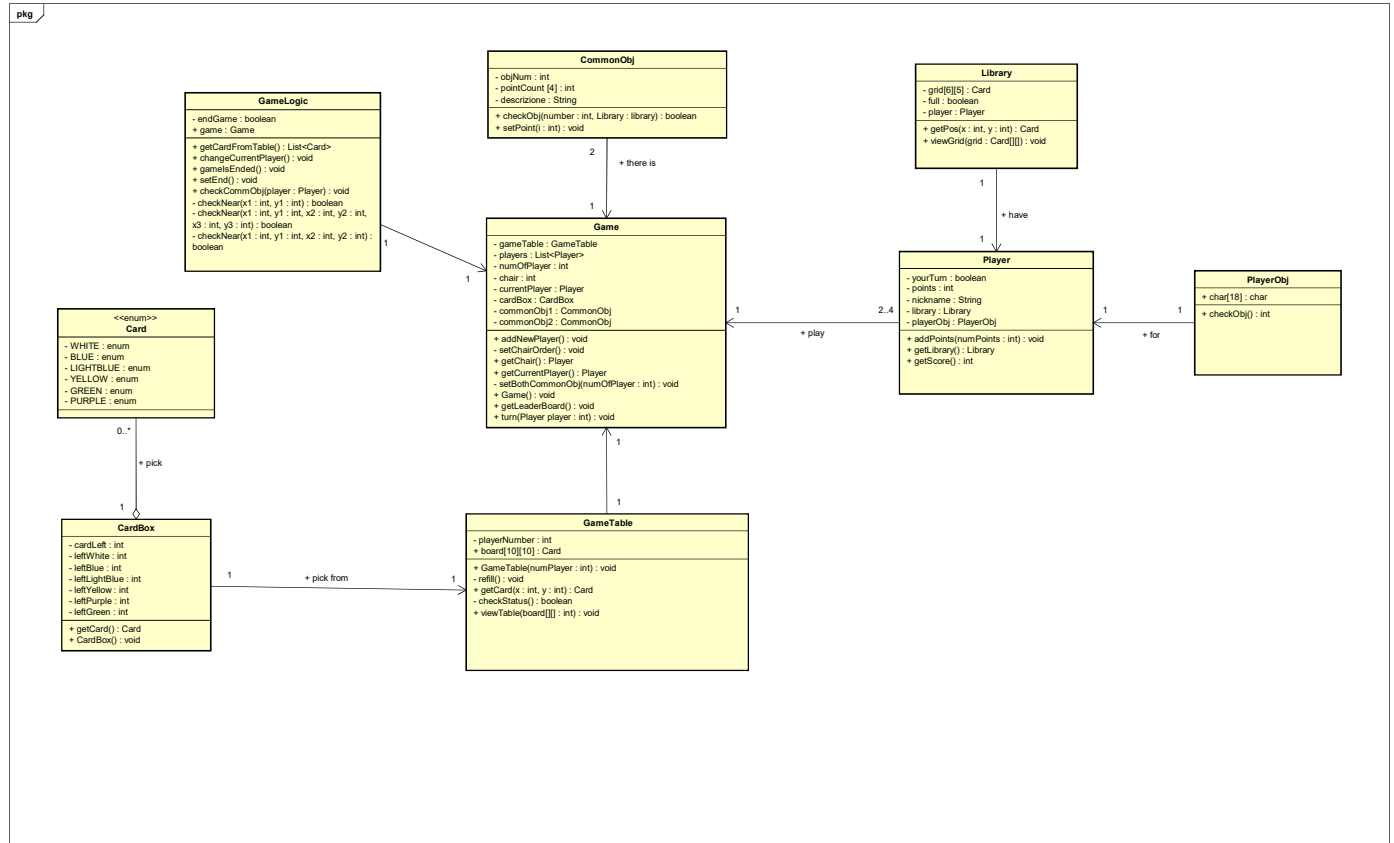 pkg
CommonObj
- objNum : int
- pointCount [4] : int
- descrizione : String
+ checkObj(number : int, Library : library) : boolean
+ setPoint(i : int) : void
Library
- grid[6][5] : Card
- full : boolean
- player : Player
+ getPos(x : int, y : int) : Card
+ viewGrid(grid : Card[][]) : void
GameLogic
- endGame : boolean
+ game : Game
+ getCardFromTable() : List<Card>
+ changeCurrentPlayer() : void
+ gameIsEnded() : void
+ setEnd() : void
+ checkCommObj(player : Player) : void
- checkNear(x1 : int, y1 : int) : boolean
- checkNear(x1 : int, y1 : int, x2 : int, y2 : int,
x3 : int, y3 : int) : boolean
- checkNear(x1 : int, y1 : int, x2 : int, y2 : int) :
boolean
2
+ there is
1
1
+ have
1
1
1
Game
- gameTable : GameTable
- players : List<Player>
- numOfPlayer : int
- chair : int
- currentPlayer : Player
- cardBox : CardBox
- commonObj1 : CommonObj
- commonObj2 : CommonObj
+ addNewPlayer() : void
- setChairOrder() : void
+ getChair() : Player
+ getCurrentPlayer() : Player
- setBothCommonObj(numOfPlayer : int) : void
+ Game() : void
+ getLeaderBoard() : void
+ turn(Player player : int) : void
Player
- yourTurn : boolean
- points : int
- nickname : String
- library : Library
- playerObj : PlayerObj
+ addPoints(numPoints : int) : void
+ getLibrary() : Library
+ getScore() : int
PlayerObj
+ char[18] : char
+ checkObj() : int
1
2..4
+ play
1
1
+ for
<<enum>>
Card
- WHITE : enum
- BLUE : enum
- LIGHTBLUE : enum
- YELLOW : enum
- GREEN : enum
- PURPLE : enum
0..*
+ pick
1
1
1
CardBox
- cardLeft : int
- leftWhite : int
- leftBlue : int
- leftLightBlue : int
- leftYellow : int
- leftPurple : int
- leftGreen : int
+ getCard() : Card
+ CardBox() : void
1
+ pick from
1
GameTable
- playerNumber : int
+ board[10][10] : Card
+ GameTable(numPlayer : int) : void
- refill() : void
+ getCard(x : int, y : int) : Card
- checkStatus() : boolean
+ viewTable(board[][] : int) : void